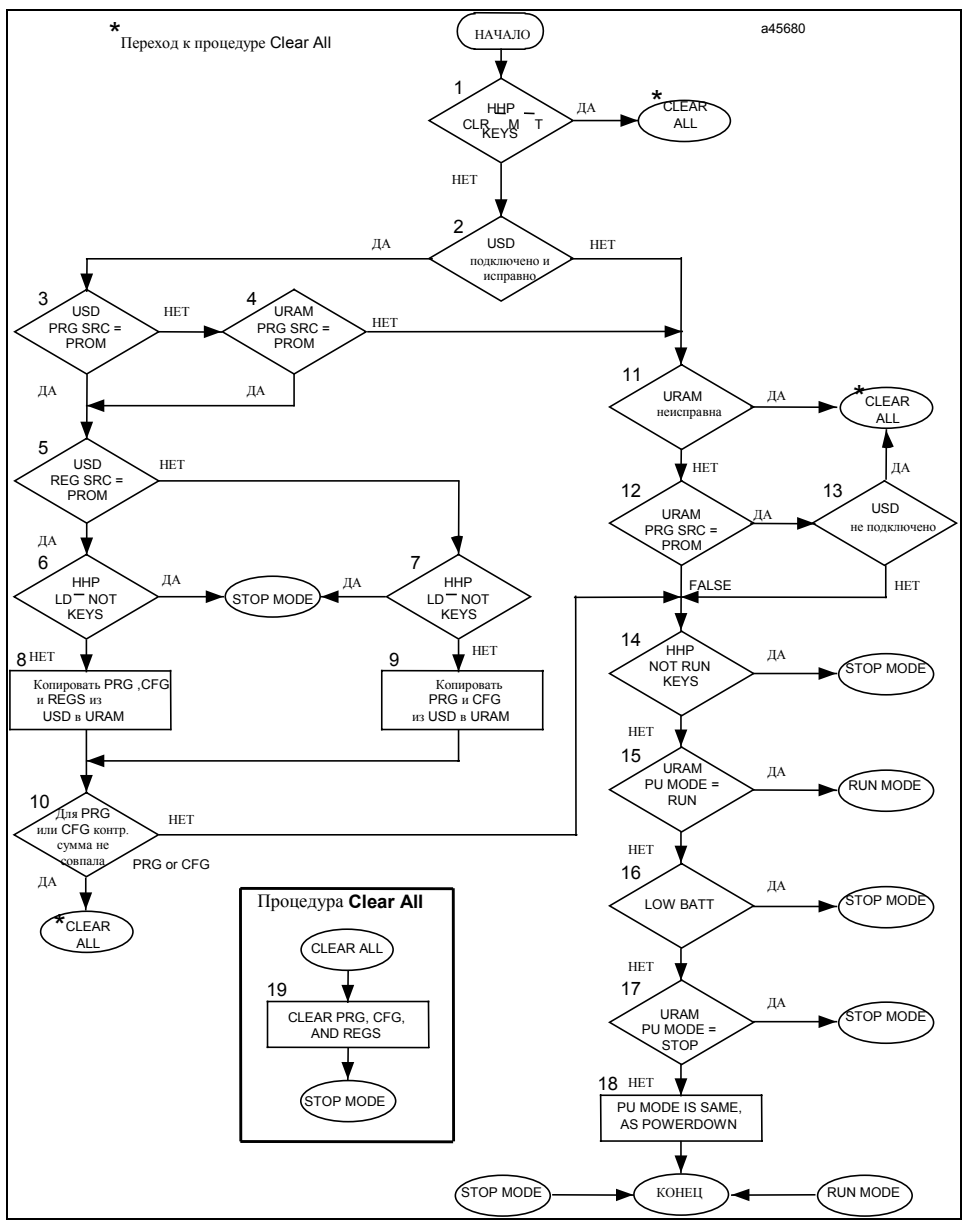 *
Переход к процедуре Clear All
НАЧАЛО
a45680
1
HHP
CLR M T
KEYS
ДА
*
CLEAR
ALL
НЕТ
2
USD
подключено и
исправно
ДА
НЕТ
3
USD
PRG SRC =
PROM
НЕТ
4
URAM
PRG SRC =
PROM
НЕТ
ДА
ДА
11
URAM
неисправна
ДА
*
CLEAR
ALL
5
USD
REG SRC =
PROM
НЕТ
НЕТ
12
URAM
PRG SRC =
PROM
ДА
13
USD
не подключено
ДА
НЕТ
ДА
6
HHP
LD NOT
KEYS
ДА
STOP MODE
ДА
7
HHP
LD NOT
KEYS
FALSE
8
НЕТ
Копировать PRG ,CFG
и REGS из
USD в URAM
9
НЕТ
Копировать
PRG и CFG
из USD в URAM
14
HHP
NOT RUN
KEYS
ДА
STOP MODE
НЕТ
15
URAM
PU MODE =
RUN
ДА
RUN MODE
10
Для PRG
или CFG контр.
сумма не
совпала
НЕТ
PRG or CFG
ДА
*
CLEAR
ALL
НЕТ
16
LOW BATT
ДА
STOP MODE
НЕТ
17
URAM
PU MODE =
STOP
ДА
STOP MODE
Процедура Clear All
CLEAR ALL
19
CLEAR PRG, CFG,
AND REGS
STOP MODE
18
НЕТ
PU MODE IS SAME,
AS POWERDOWN
STOP MODE
КОНЕЦ
RUN MODE